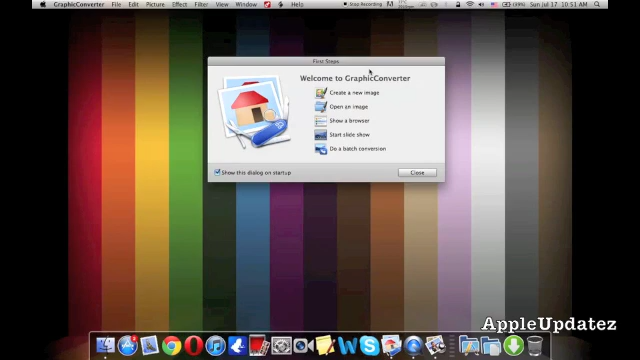 GraphicConverter File Edit Picture Effect Filter View Window Help Stop Recording Sun Jul 17 10:51 AM
First Steps
Welcome to GraphicConverter
Create a new image
Open an image
Show a browser
Start slide show
Do a batch conversion
Show this dialog on startup
Close
AppleUpdatez